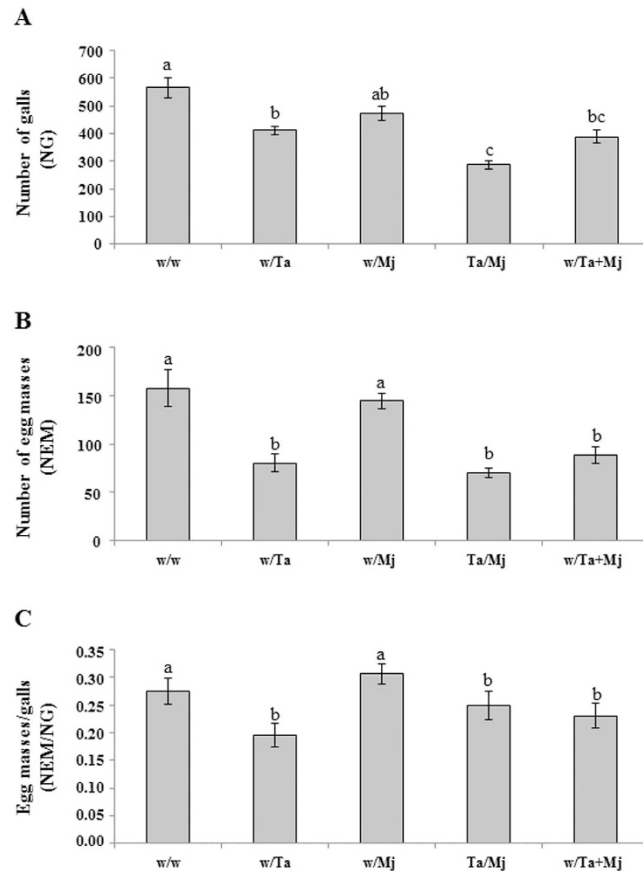 A
Number of galls
(NG)
700
600
500
400
300
200
100
0
a
b
ab
c
bc
w/w
w/Ta
w/Mj
Ta/Mj
w/Ta+Mj
B
Number of egg masses
(NEM)
200
150
100
50
0
a
b
a
b
b
w/w
w/Ta
w/Mj
Ta/Mj
w/Ta+Mj
C
Egg masses/galls
(NEM/NG)
0.35
0.30
0.25
0.20
0.15
0.10
0.05
0.00
a
b
a
b
b
w/w
w/Ta
w/Mj
Ta/Mj
w/Ta+Mj